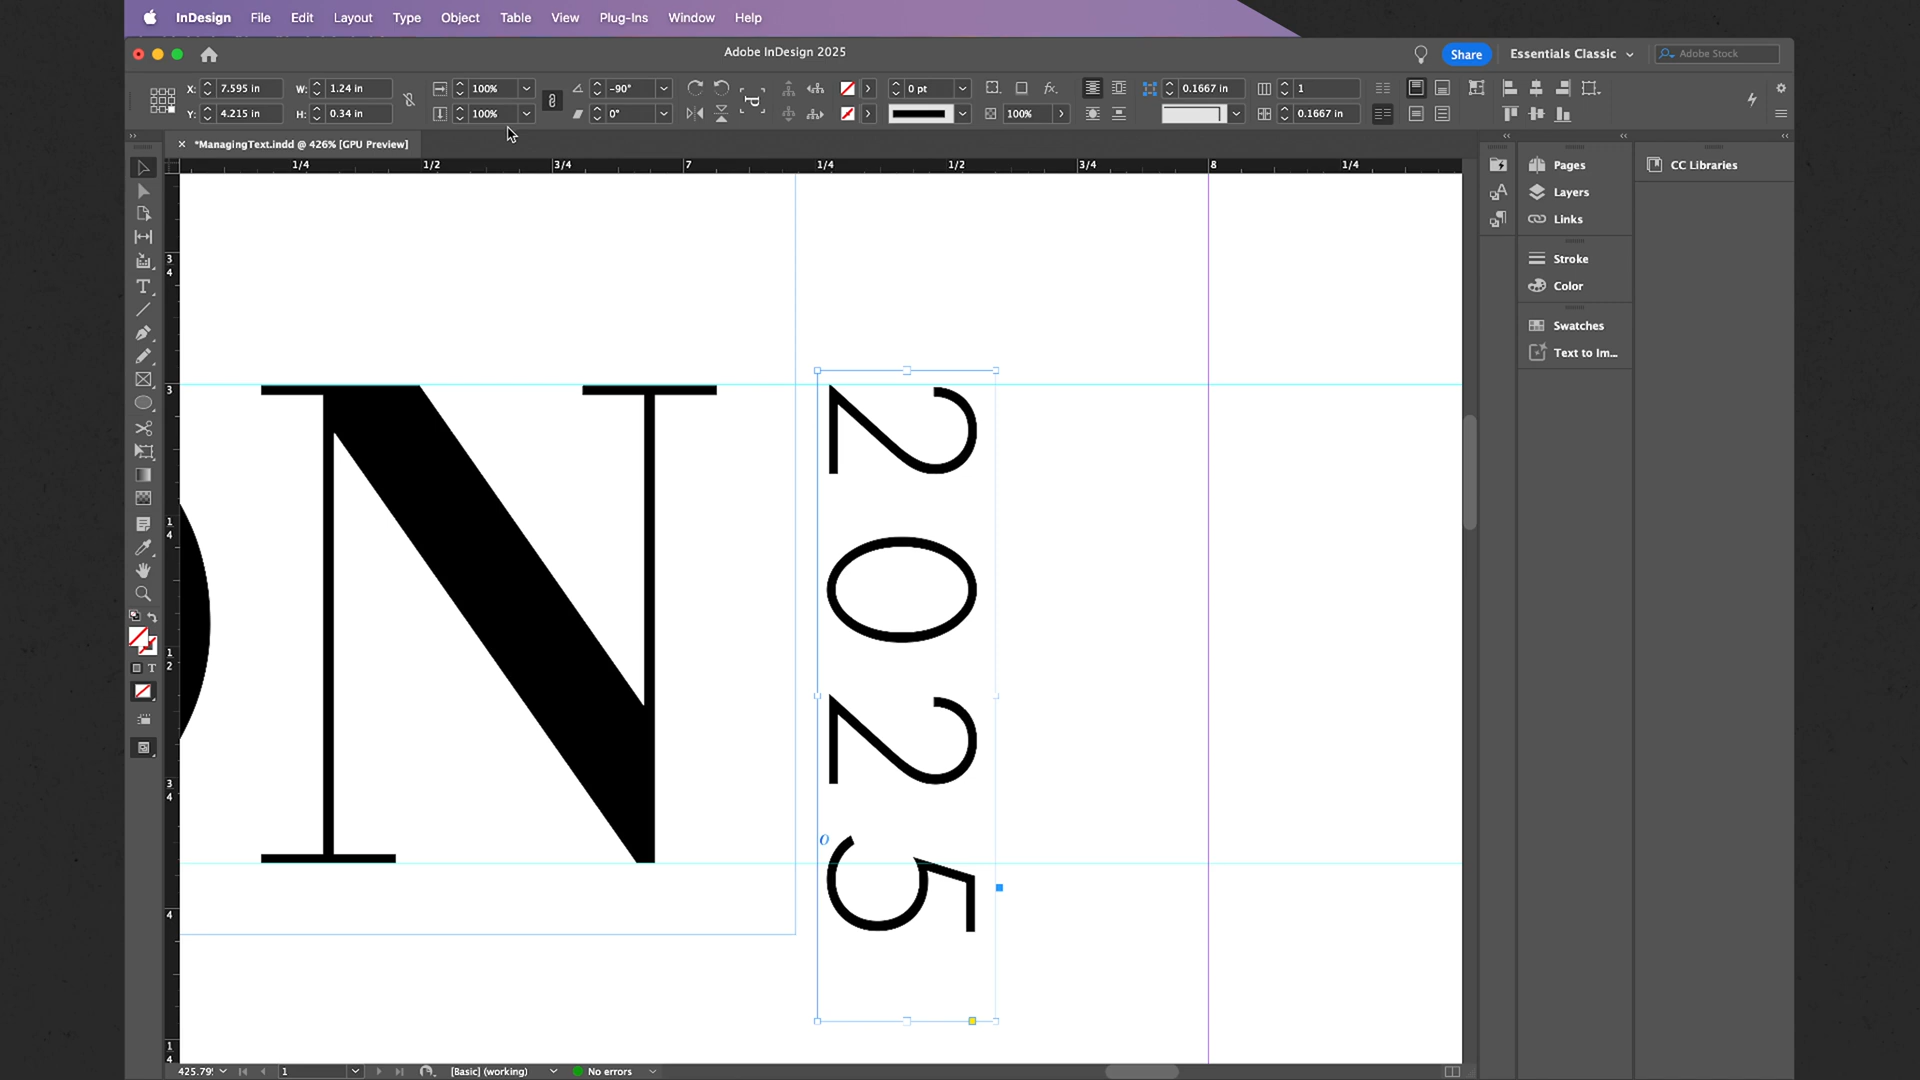 InDesign File Edit Layout Type Object Table View Plug-Ins Window Help
Adobe InDesign 2025
Share
Essentials Classic
Adobe Stock
X: 7.595 in W: 1.24 in 100% -90° 0 pt 0.1667 in 1
Y: 4.215 in H: 0.34 in 100% 0° 100% 0.1667 in
*ManagingText.indd @ 426% [GPU Preview]
1/4 1/2 3/4 7 1/4 1/2 3/4 8 1/4
3
4
3
1
4
1
2
3
4
4
1
4
N
2025
Pages
Layers
Links
Stroke
Color
Swatches
Text to Im...
CC Libraries
425.79% 1 [Basic] (working) No errors